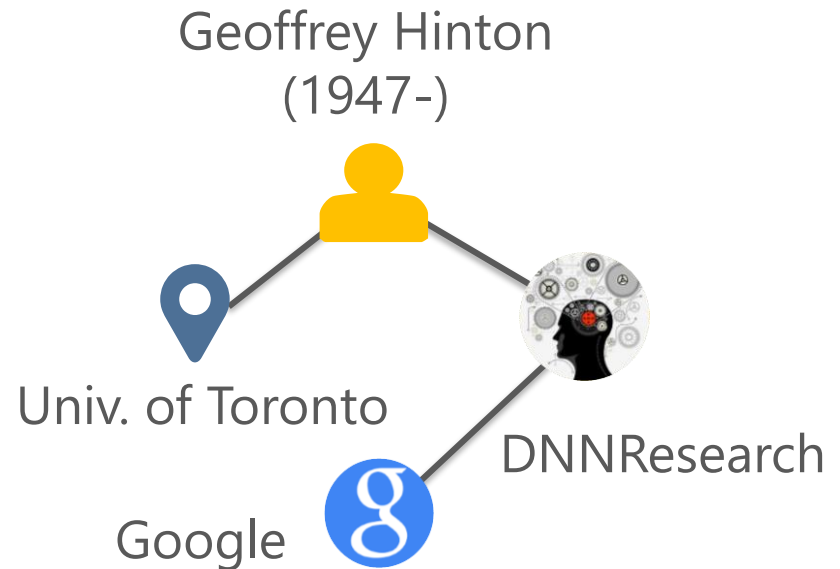 Geoffrey Hinton
(1947-)
Univ. of Toronto
DNNResearch
Google
g